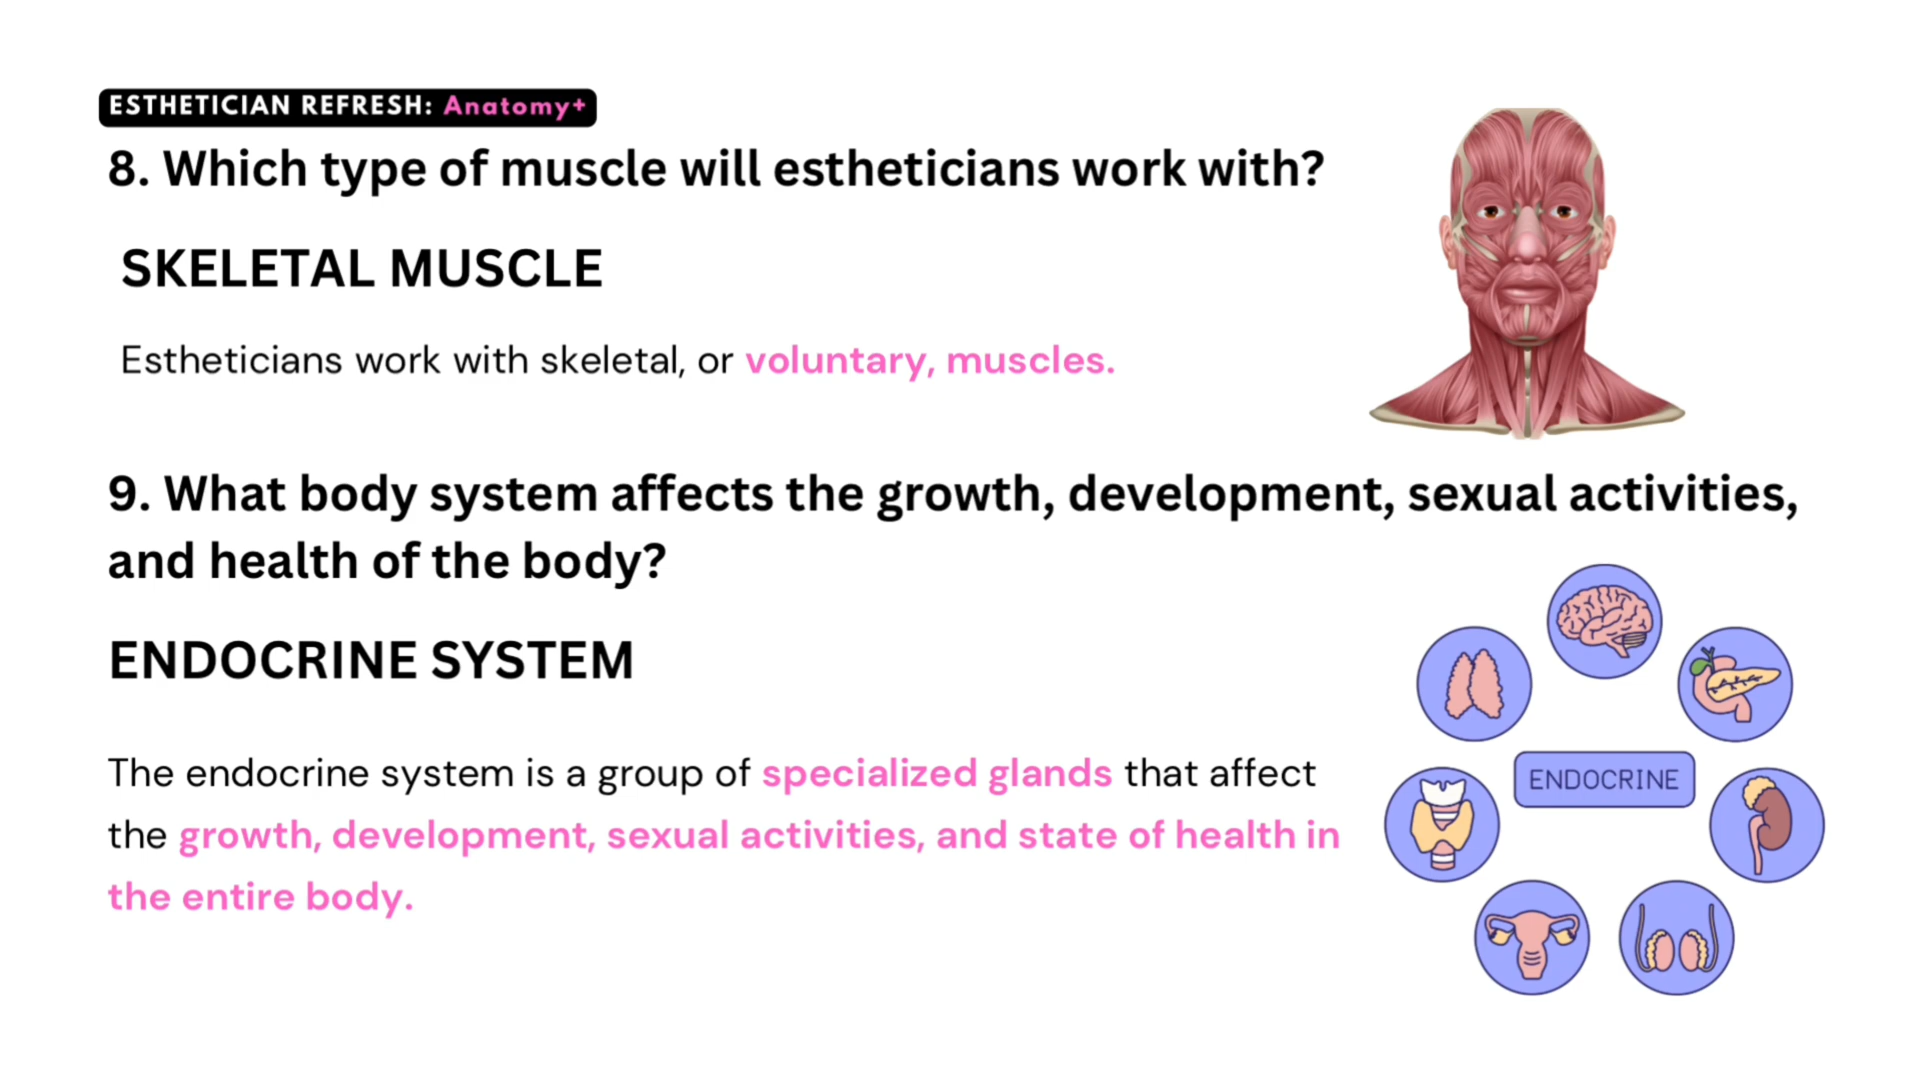 ESTHETICIAN REFRESH: Anatomy+
8. Which type of muscle will estheticians work with?
SKELETAL MUSCLE
Estheticians work with skeletal, or voluntary, muscles.
9. What body system affects the growth, development, sexual activities,
and health of the body?
ENDOCRINE SYSTEM
The endocrine system is a group of specialized glands that affect
the growth, development, sexual activities, and state of health in
the entire body.
ENDOCRINE